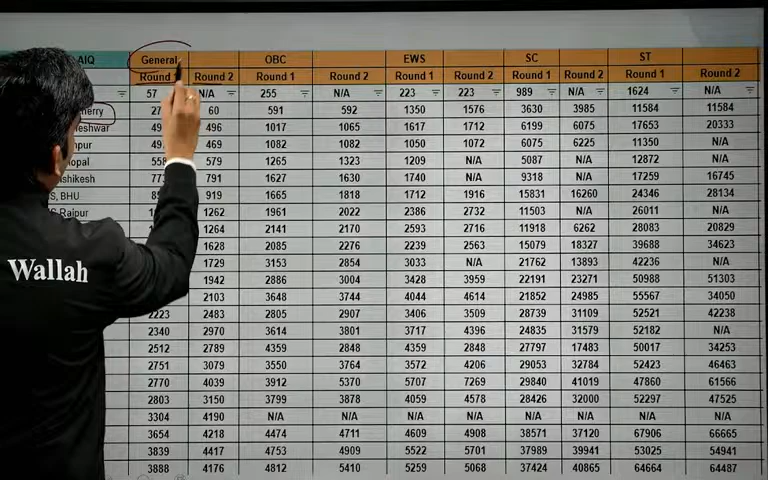 AIQ General OBC EWS SC ST
Round 1 Round 2 Round 1 Round 2 Round 1 Round 2 Round 1 Round 2 Round 1 Round 2
57 N/A 255 N/A 223 223 989 N/A 1624 N/A
60 591 592 1350 1576 3630 3985 11584 11584
496 1017 1065 1617 1712 6199 6075 17653 20333
469 1082 1082 1050 1072 6075 6225 11350 N/A
558 579 1265 1323 1209 N/A 5087 N/A 12872 N/A
791 1627 1630 1740 N/A 9318 N/A 17259 16745
BHU 919 1665 1818 1712 1916 15831 16260 24346 28134
Raipur 1262 1961 2022 2386 2732 11503 N/A 26011 N/A
1264 2141 2170 2593 2716 11918 6262 28083 20829
1628 2085 2276 2239 2563 15079 18327 39688 34623
Wallah 1729 3153 2854 3033 N/A 21762 13893 42236 N/A
1942 2886 3004 3428 3959 22191 23271 50988 51303
2103 3648 3744 4044 4614 21852 24985 55567 34050
2223 2483 2805 2907 3406 3509 28739 31109 52521 42238
2340 2970 3614 3801 3717 4396 24835 31579 52182 N/A
2512 2789 4359 2848 4359 2848 27797 17483 50017 34253
2751 3079 3550 3764 3572 4206 29053 32784 52423 46463
2770 4039 3912 5370 5707 7269 29840 41019 47860 61566
2803 3150 3799 3878 4059 4578 28426 32000 52297 47525
3304 4190 N/A N/A N/A N/A N/A N/A N/A N/A
3654 4218 4474 4711 4609 4908 38571 37120 67906 66665
3839 4417 4753 4909 5522 5701 37989 39941 53025 54941
3888 4176 4812 5410 5259 5068 37424 40865 64664 64487